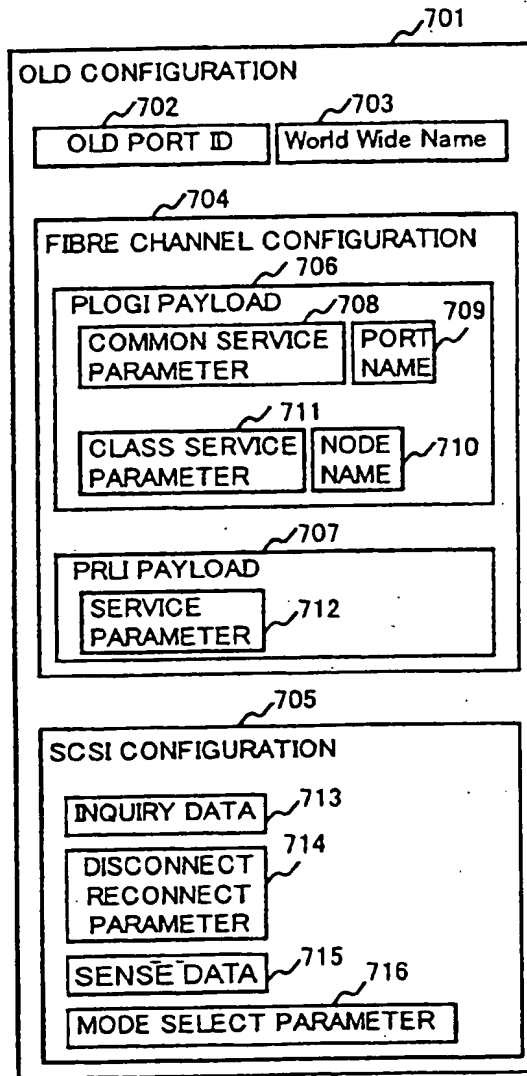 701
OLD CONFIGURATION
702
703
OLD PORT ID
World Wide Name
704
FIBRE CHANNEL CONFIGURATION
706
PLOGI PAYLOAD
708
709
COMMON SERVICE
PARAMETER
PORT
NAME
711
CLASS SERVICE
PARAMETER
NODE
NAME
710
707
PRLI PAYLOAD
SERVICE
PARAMETER
712
705
SCSI CONFIGURATION
INQUIRY DATA
713
DISCONNECT
RECONNECT
PARAMETER
714
SENSE DATA
715
716
MODE SELECT PARAMETER